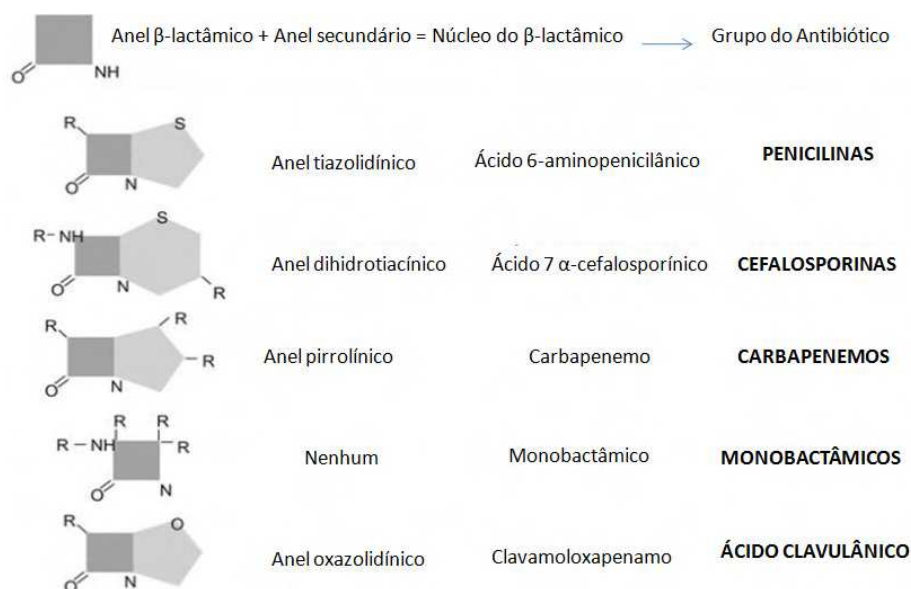 Anel β-lactâmico + Anel secundário = Núcleo do β-lactâmico → Grupo do Antibiótico
O
NH
R
S
O
N
Anel tiazolidínico
Ácido 6-aminopenicilânico
PENICILINAS
R-NH
S
O
N
R
Anel dihidrotiacínico
Ácido 7 α-cefalosporínico
CEFALOSPORINAS
R
R
R
O
N
Anel pirrolínico
Carbapenemo
CARBAPENEMOS
R R
R-NH
R
O
N
Nenhum
Monobactâmico
MONOBACTÂMICOS
R
O
O
N
Anel oxazolidínico
Clavamoloxapenamo
ÁCIDO CLAVULÂNICO